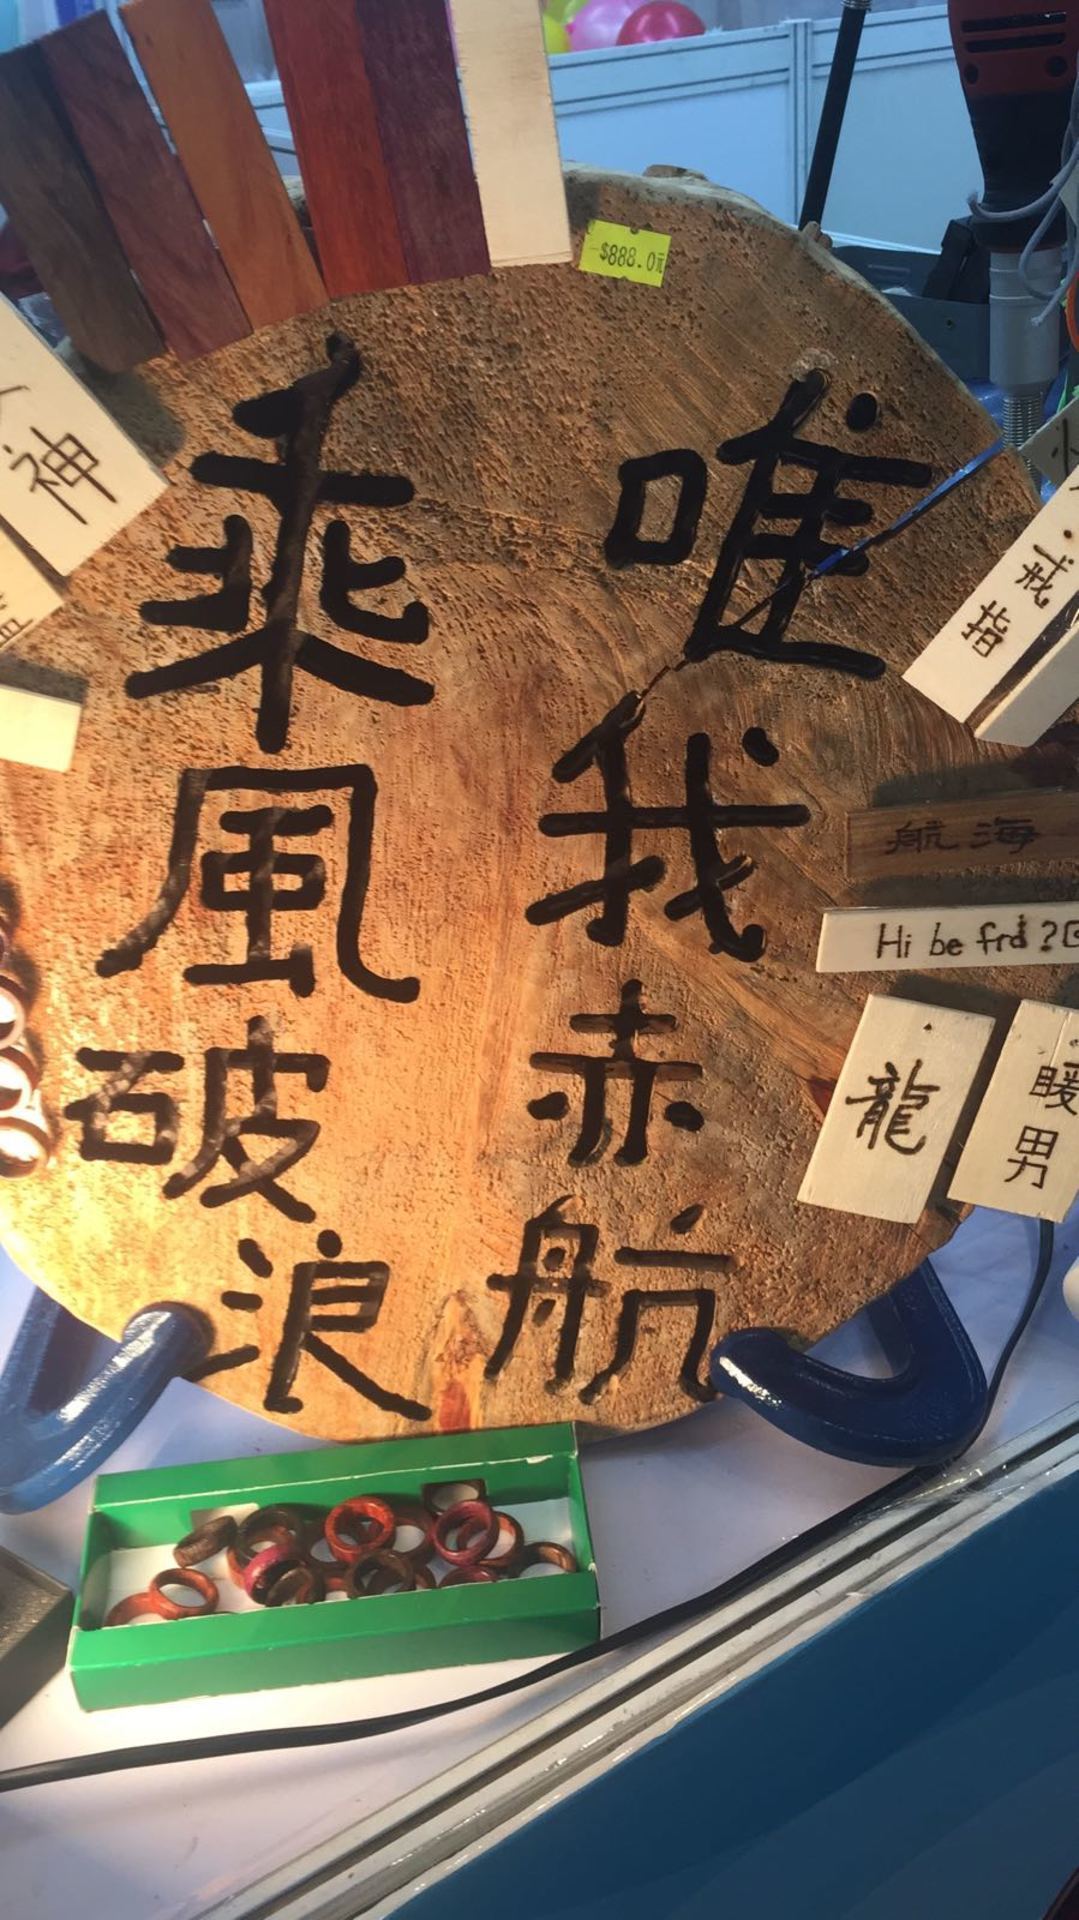 $888.0元
唯我赤航
乘風破浪
神
戒指
航海
Hi be frd?
龍
暖男